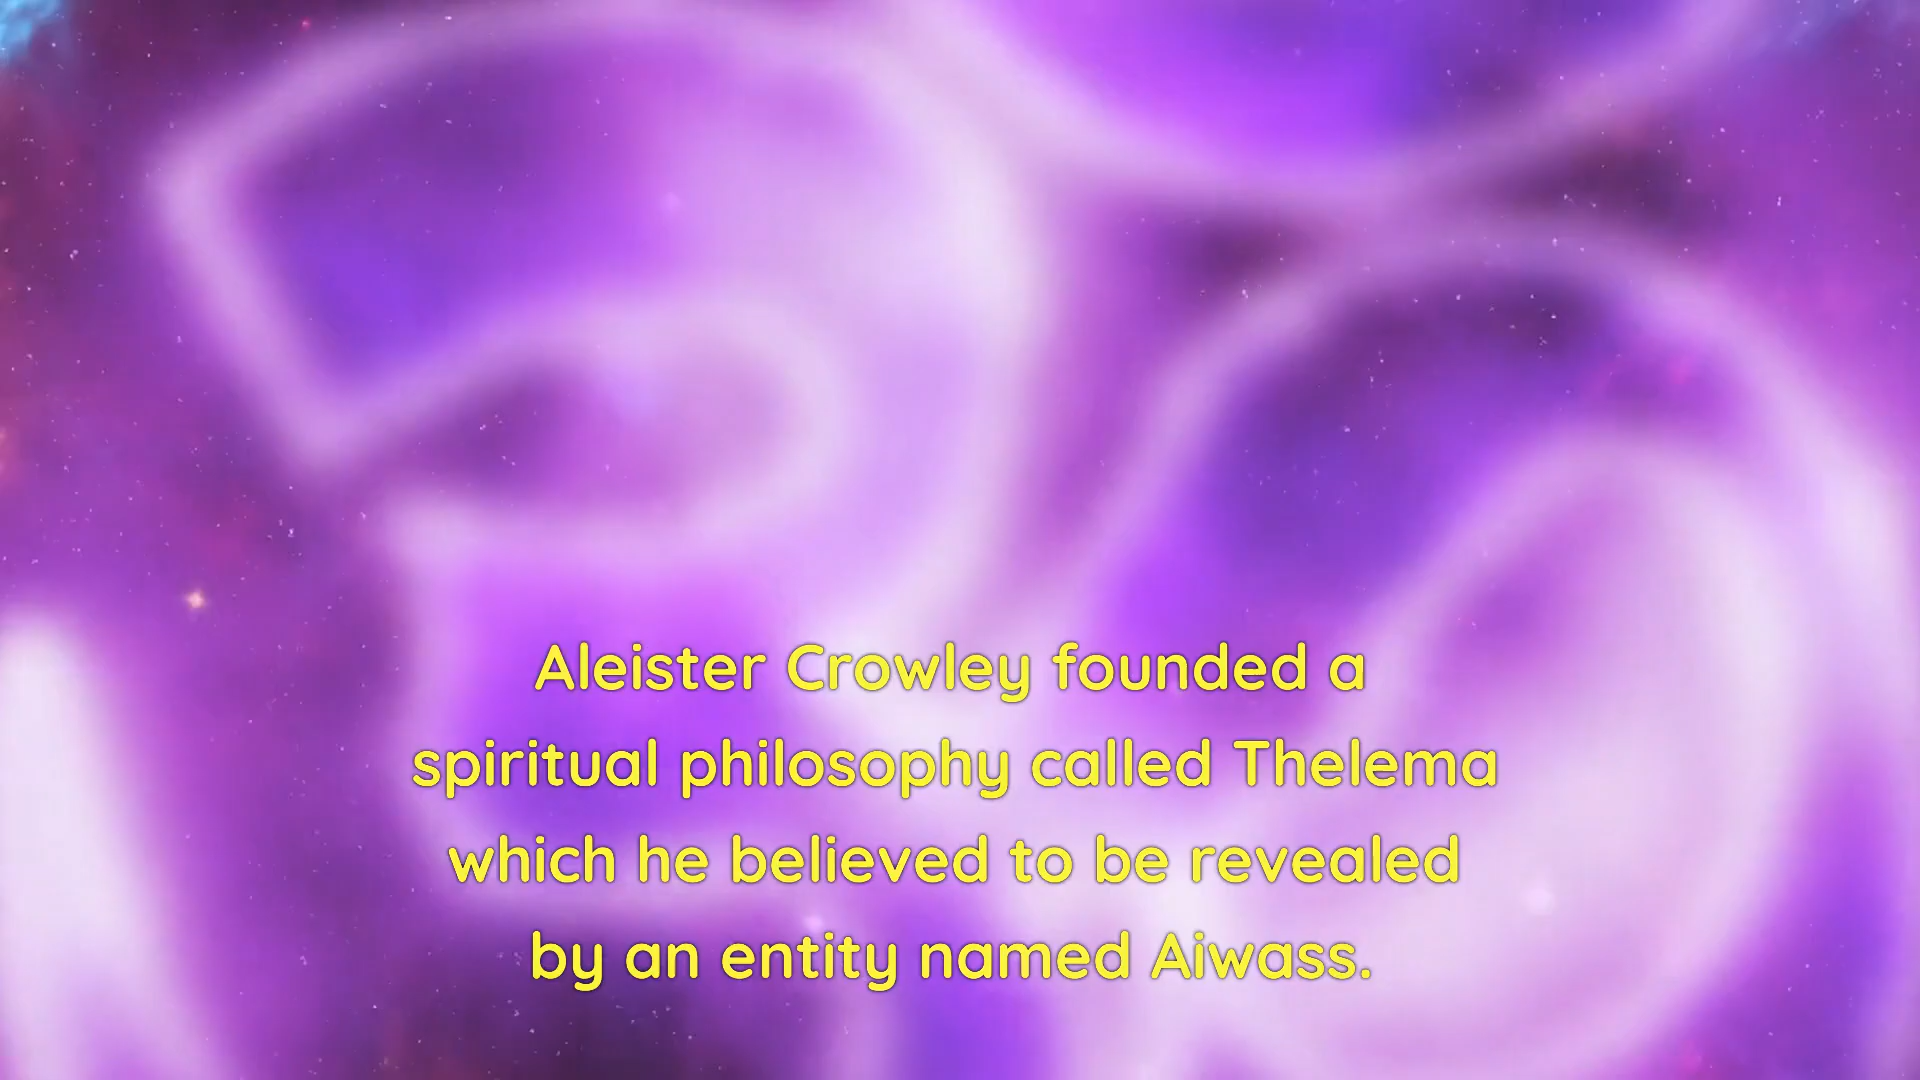 Aleister Crowley founded a
spiritual philosophy called Thelema
which he believed to be revealed
by an entity named Aiwass.